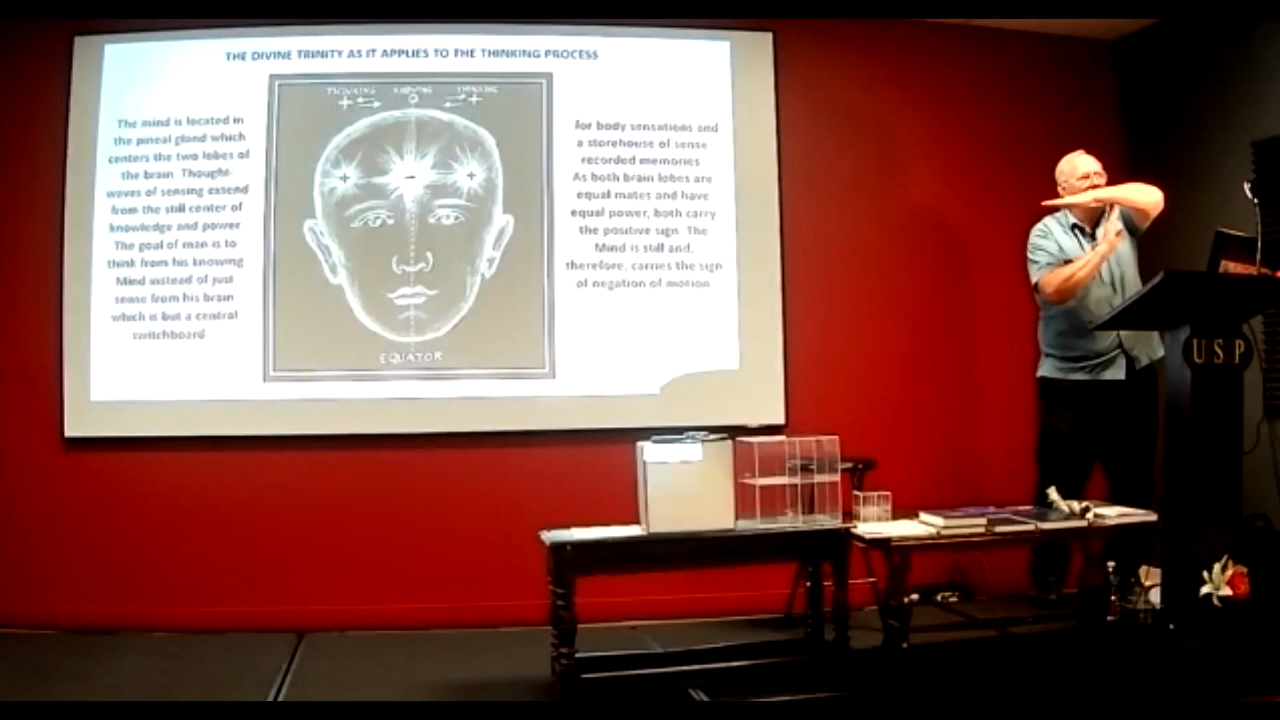 THE DIVINE TRINITY AS IT APPLIES TO THE THINKING PROCESS
The mind is located in
the pineal gland which
centers the two lobes of
the brain. Thought-
waves of sensing extend
from the still center of
knowledge and power
The goal of man is to
think from his knowing
Mind instead of just
sense from his brain
which is but a central
switchboard
THINKING KNOWING THINKING
+ 0 +
+ - +
EQUATOR
for body sensations and
a storehouse of sense
recorded memories
As both brain lobes are
equal mates and have
equal power, both carry
the positive sign. The
Mind is still and,
therefore, carries the sign
of negation of motion
USP